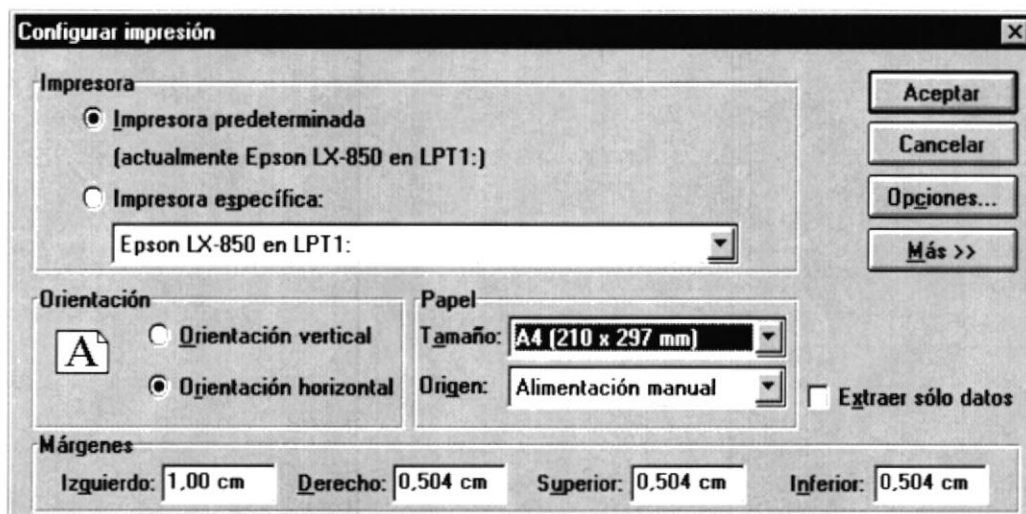 Configurar impresión
Impresora
Impresora predeterminada
(actualmente Epson LX-850 en LPT1:)
Impresora específica:
Epson LX-850 en LPT1:
Aceptar
Cancelar
Opciones...
Más >>
Orientación
A
Orientación vertical
Orientación horizontal
Papel
Tamaño: A4 (210 x 297 mm)
Origen: Alimentación manual
Extraer sólo datos
Márgenes
Izquierdo: 1,00 cm Derecho: 0,504 cm Superior: 0,504 cm Inferior: 0,504 cm